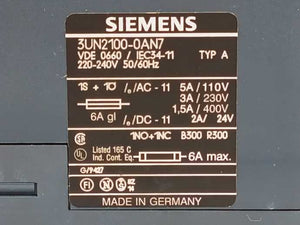 SIEMENS
3UN2100-0AN7
VDE 0660 / IEC34-11 TYP A
220-240V 50/60Hz
1S + 1Ö /e/AC-11 5A/110V
3A/230V
6A gl 1,5A/400V
/e/DC-11 2A/ 24V
1NO+1NC B300 R300
Listed 165 C
Ind. Cont. Eq. 6A max.
G/9427
MADE IN GERMANY